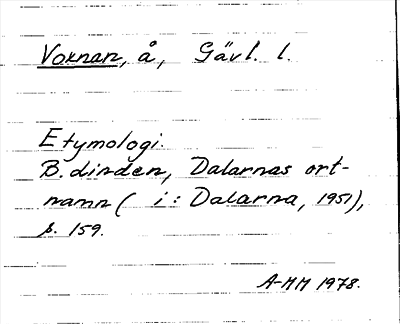 Voxnan, å, Gävl. l.
Etymologi.
B. Linden, Dalarnas ort-
namn ( i: Dalarna, 1951),
s. 159.
A-MM 1978.